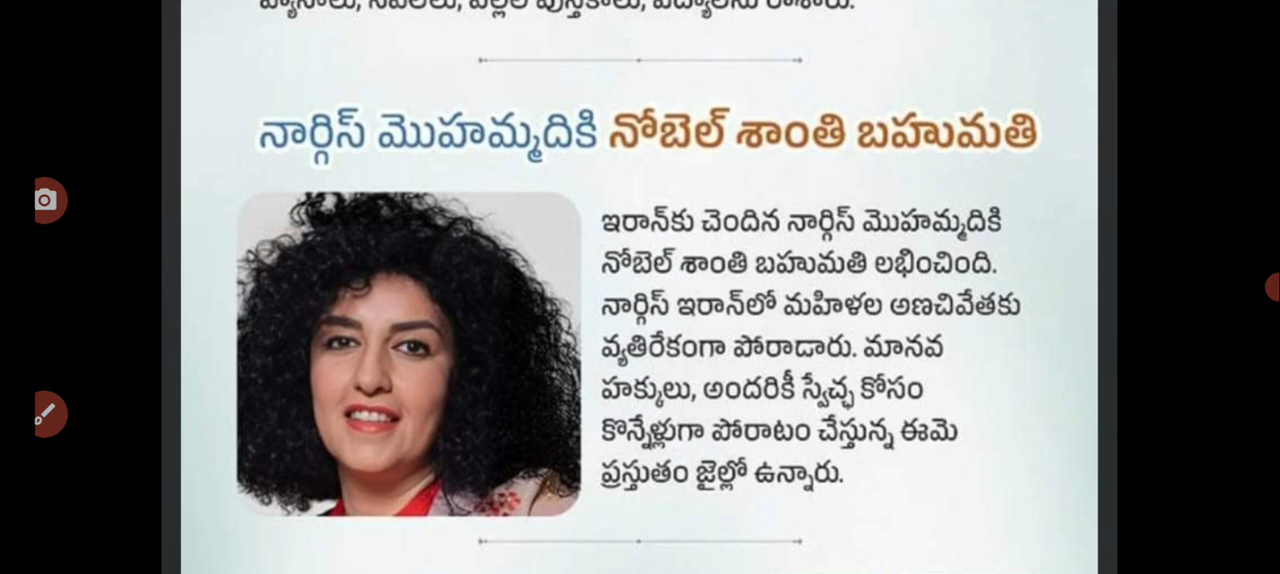 నార్గిస్ మొహమ్మదికి నోబెల్ శాంతి బహుమతి
ఇరాన్‌కు చెందిన నార్గిస్ మొహమ్మదికి
నోబెల్ శాంతి బహుమతి లభించింది.
నార్గిస్ ఇరాన్‌లో మహిళల అణచివేతకు
వ్యతిరేకంగా పోరాడారు. మానవ
హక్కులు, అందరికీ స్వేచ్ఛ కోసం
కొన్నేళ్లుగా పోరాటం చేస్తున్న ఈమె
ప్రస్తుతం జైల్లో ఉన్నారు.